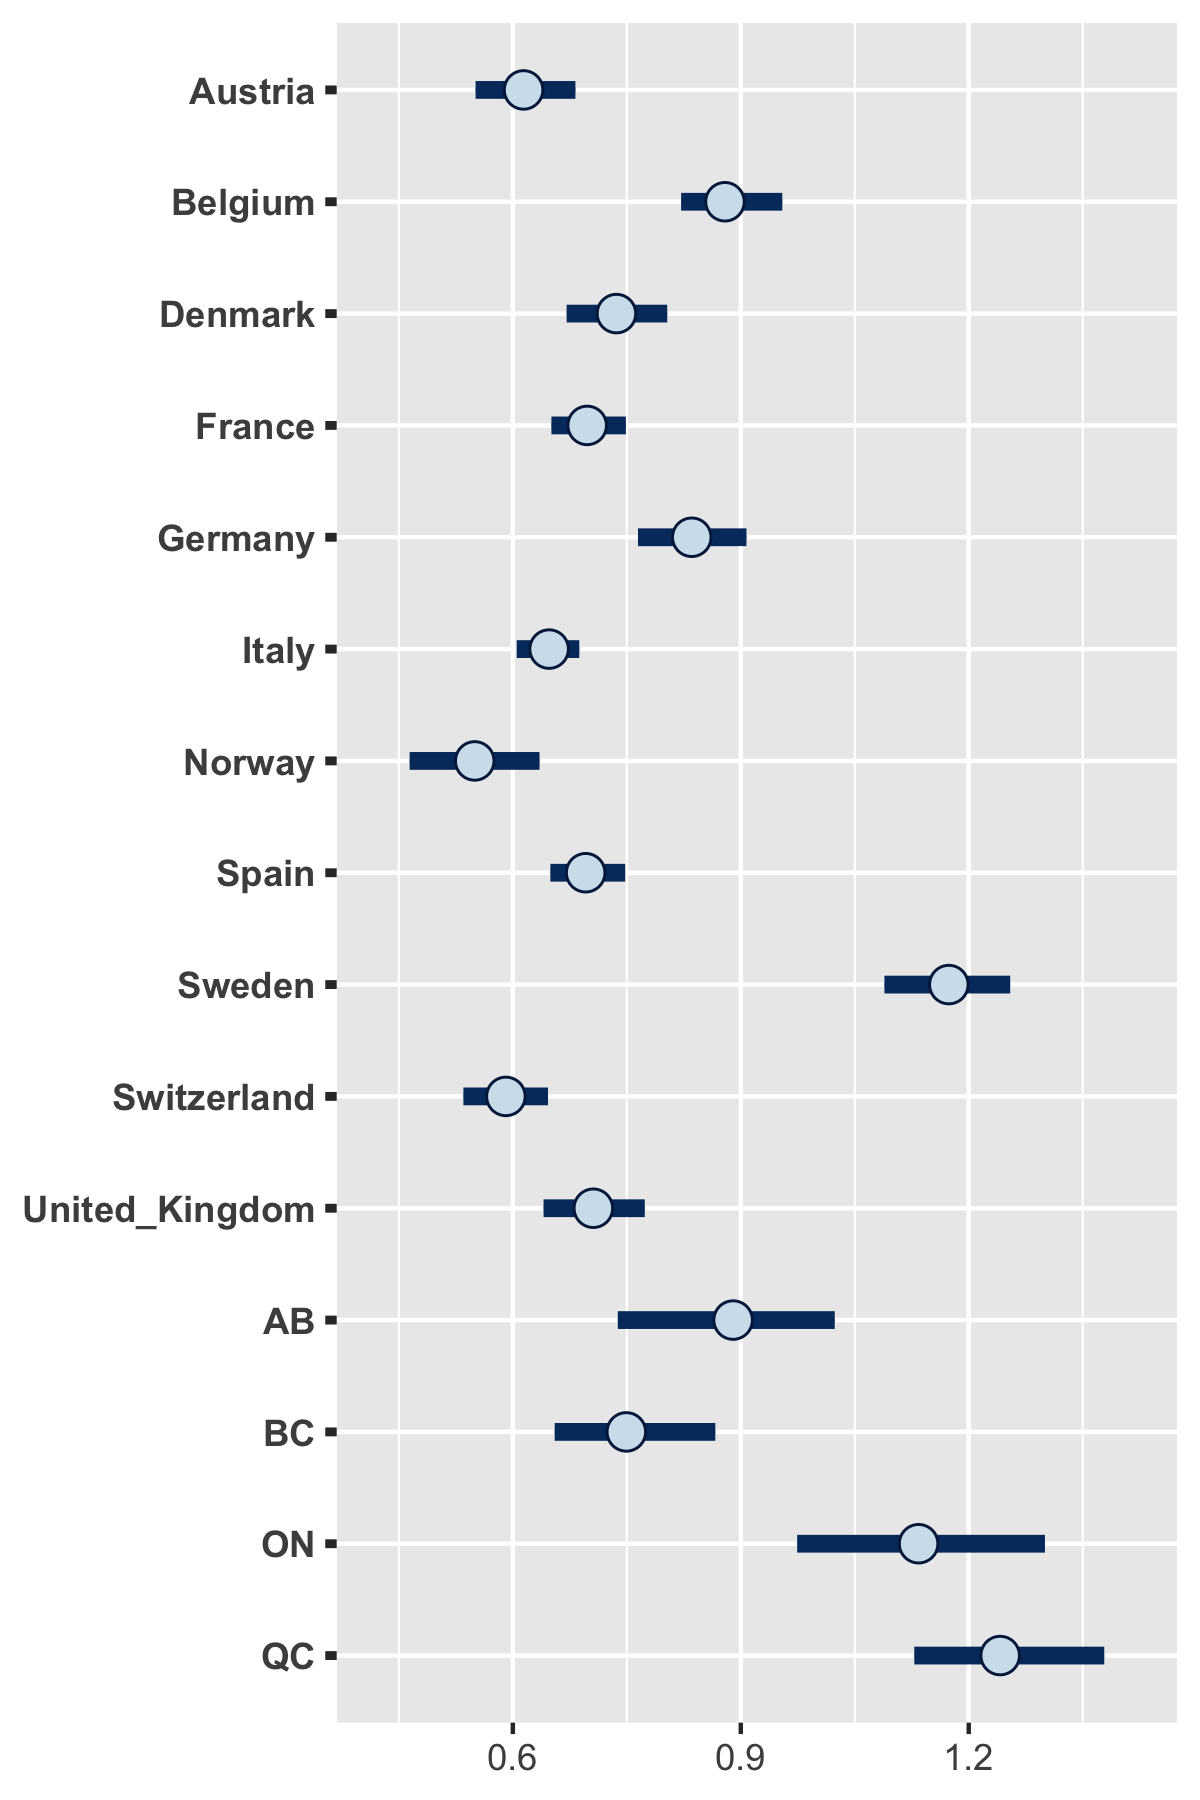 Austria
Belgium
Denmark
France
Germany
Italy
Norway
Spain
Sweden
Switzerland
United_Kingdom
AB
BC
ON
QC
0.6 0.9 1.2